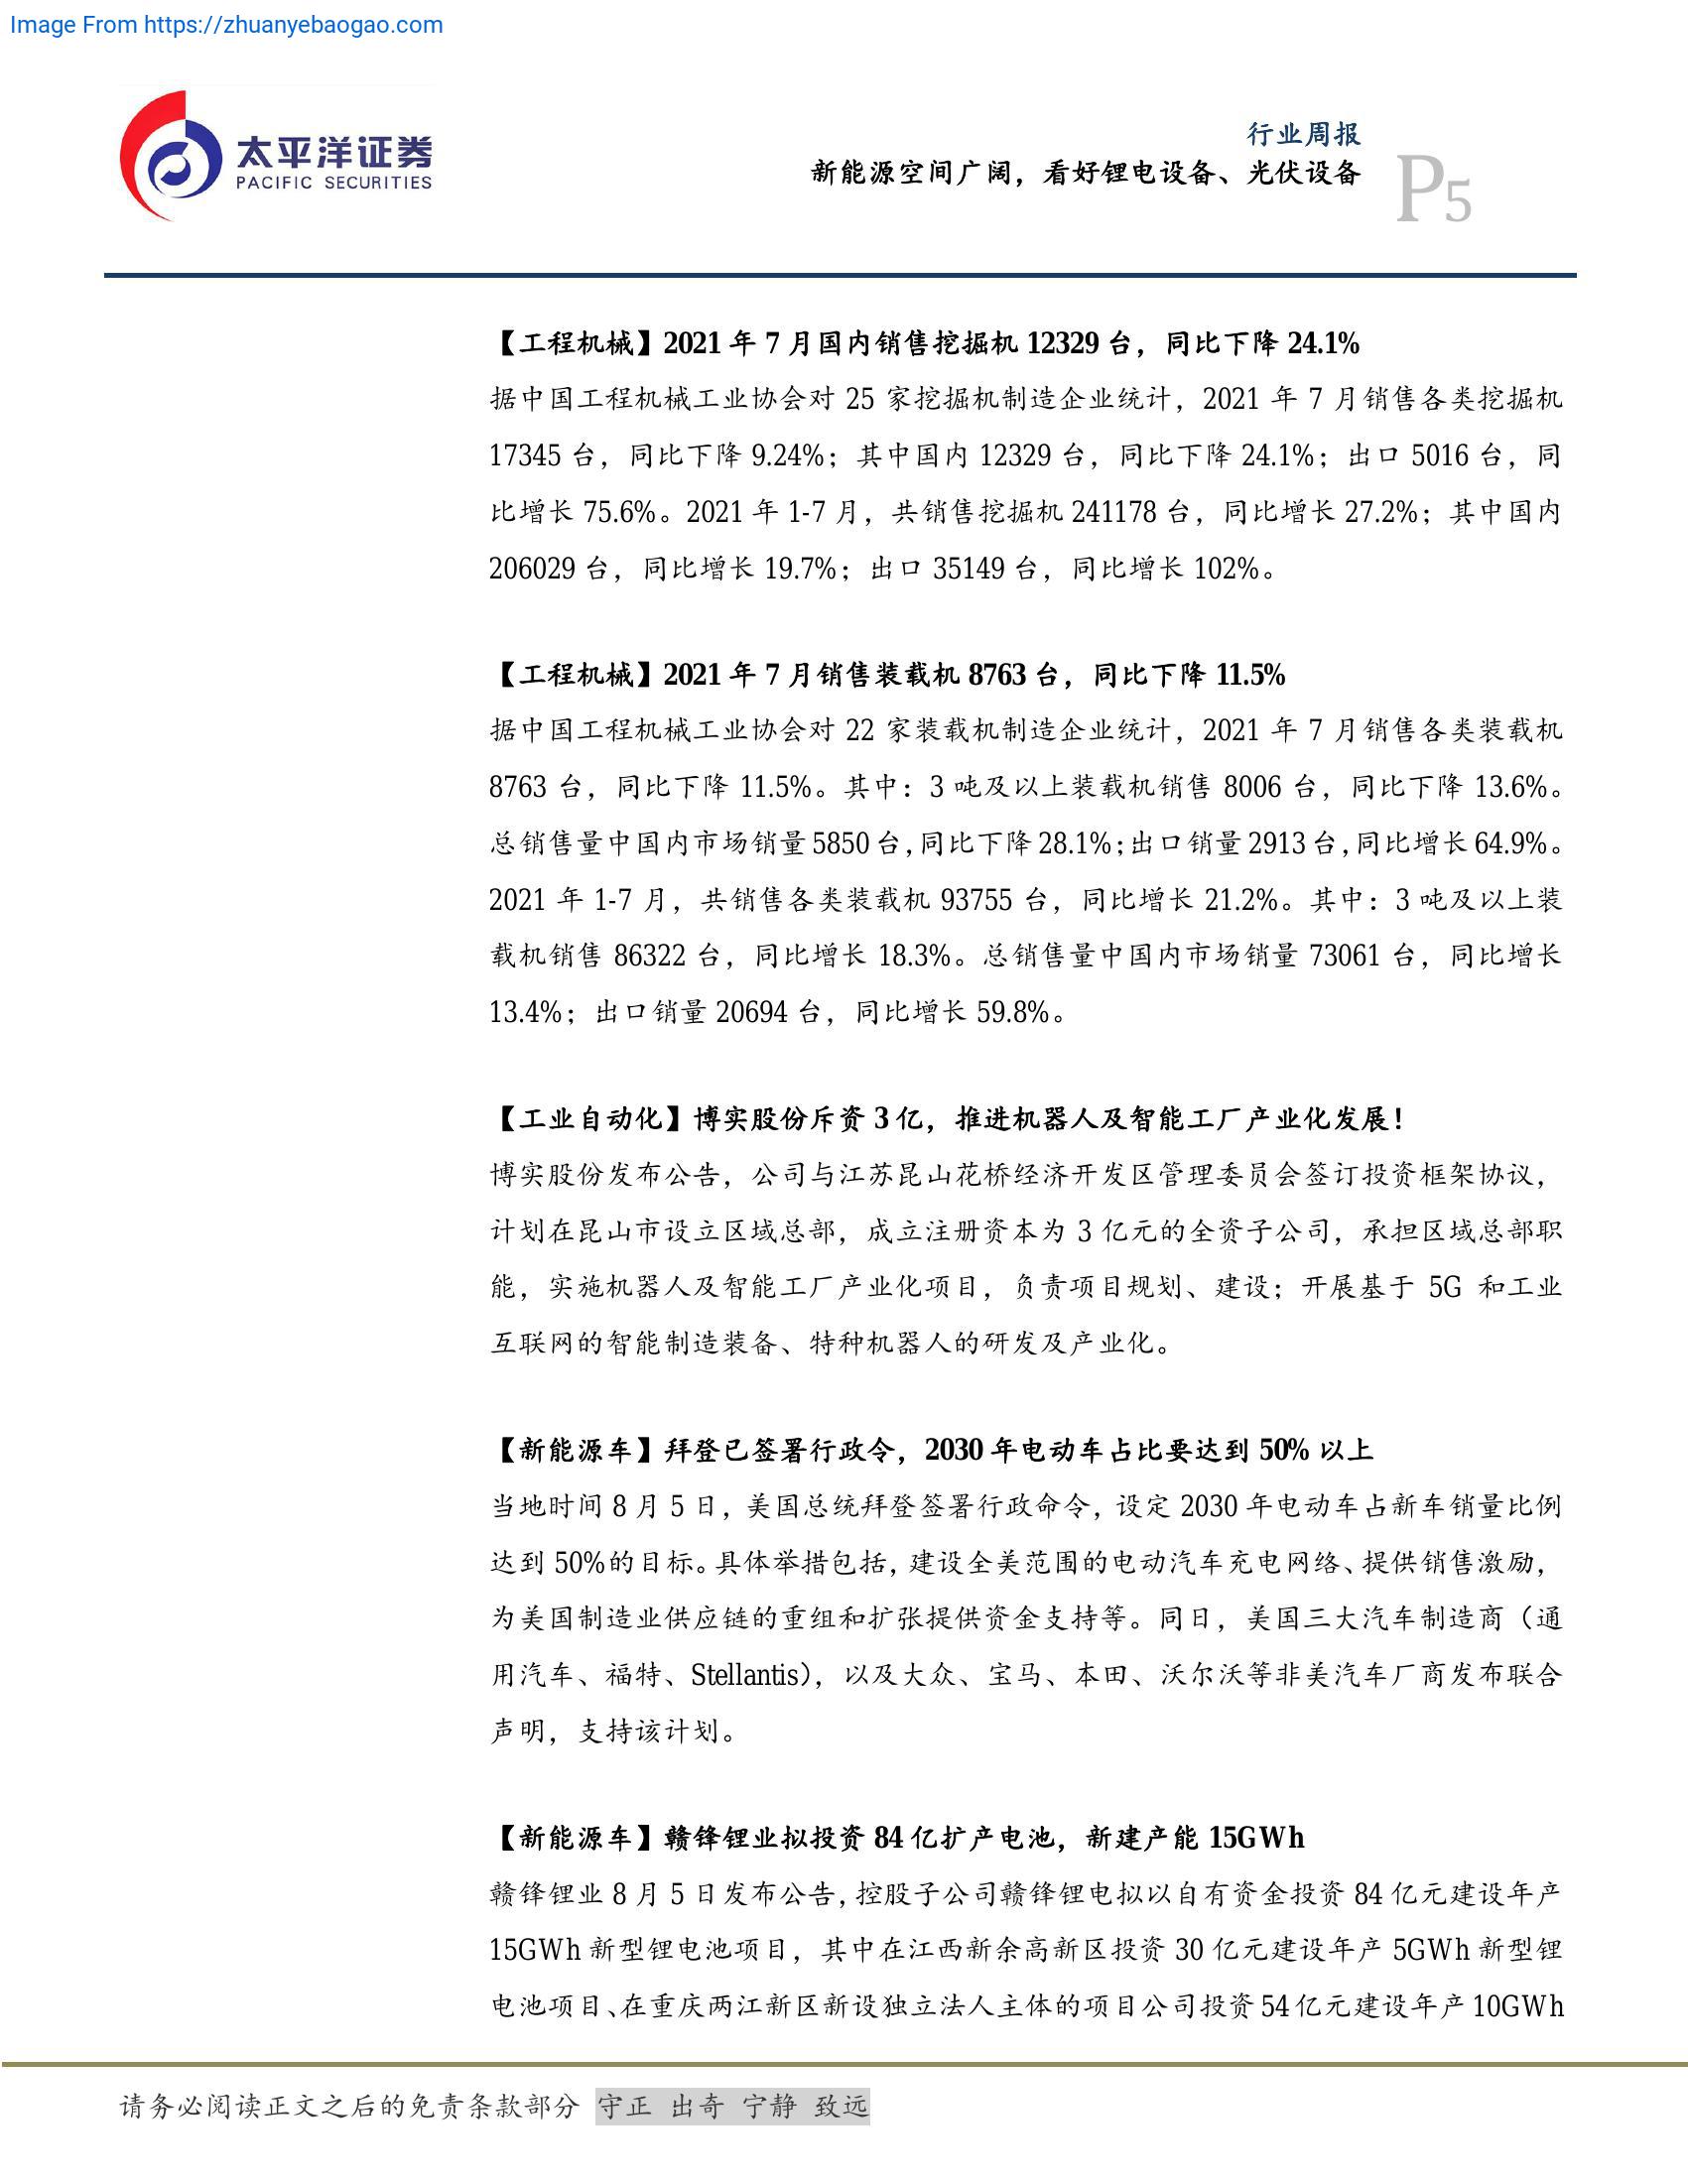 Image From https://zhuanyebaogao.com
太平洋证券
PACIFIC SECURITIES
行业周报
新能源空间广阔，看好锂电设备、光伏设备
P5
【工程机械】2021 年 7 月国内销售挖掘机 12329 台，同比下降 24.1%
据中国工程机械工业协会对 25 家挖掘机制造企业统计，2021 年 7 月销售各类挖掘机
17345 台，同比下降 9.24%；其中国内 12329 台，同比下降 24.1%；出口 5016 台，同
比增长 75.6%。2021 年 1-7 月，共销售挖掘机 241178 台，同比增长 27.2%；其中国内
206029 台，同比增长 19.7%；出口 35149 台，同比增长 102%。
【工程机械】2021 年 7 月销售装载机 8763 台，同比下降 11.5%
据中国工程机械工业协会对 22 家装载机制造企业统计，2021 年 7 月销售各类装载机
8763 台，同比下降 11.5%。其中：3 吨及以上装载机销售 8006 台，同比下降 13.6%。
总销售量中国内市场销量 5850 台，同比下降 28.1%；出口销量 2913 台，同比增长 64.9%。
2021 年 1-7 月，共销售各类装载机 93755 台，同比增长 21.2%。其中：3 吨及以上装
载机销售 86322 台，同比增长 18.3%。总销售量中国内市场销量 73061 台，同比增长
13.4%；出口销量 20694 台，同比增长 59.8%。
【工业自动化】博实股份斥资 3 亿，推进机器人及智能工厂产业化发展！
博实股份发布公告，公司与江苏昆山花桥经济开发区管理委员会签订投资框架协议，
计划在昆山市设立区域总部，成立注册资本为 3 亿元的全资子公司，承担区域总部职
能，实施机器人及智能工厂产业化项目，负责项目规划、建设；开展基于 5G 和工业
互联网的智能制造装备、特种机器人的研发及产业化。
【新能源车】拜登已签署行政令，2030 年电动车占比要达到 50% 以上
当地时间 8 月 5 日，美国总统拜登签署行政命令，设定 2030 年电动车占新车销量比例
达到 50%的目标。具体举措包括，建设全美范围的电动汽车充电网络、提供销售激励，
为美国制造业供应链的重组和扩张提供资金支持等。同日，美国三大汽车制造商（通
用汽车、福特、Stellantis），以及大众、宝马、本田、沃尔沃等非美汽车厂商发布联合
声明，支持该计划。
【新能源车】赣锋锂业拟投资 84 亿扩产电池，新建产能 15GWh
赣锋锂业 8 月 5 日发布公告，控股子公司赣锋锂电拟以自有资金投资 84 亿元建设年产
15GWh 新型锂电池项目，其中在江西新余高新区投资 30 亿元建设年产 5GWh 新型锂
电池项目、在重庆两江新区新设独立法人主体的项目公司投资 54 亿元建设年产 10GWh
请务必阅读正文之后的免责条款部分 守正 出奇 宁静 致远